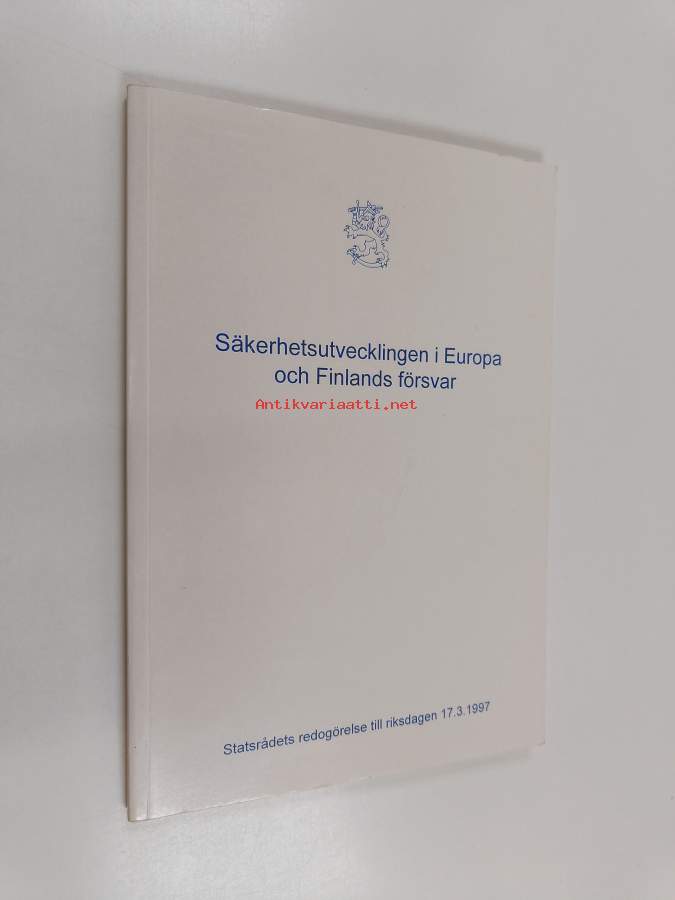 Säkerhetsutvecklingen i Europa
och Finlands försvar
Antikvariaatti.net
Statsrådets redogörelse till riksdagen 17.3.1997